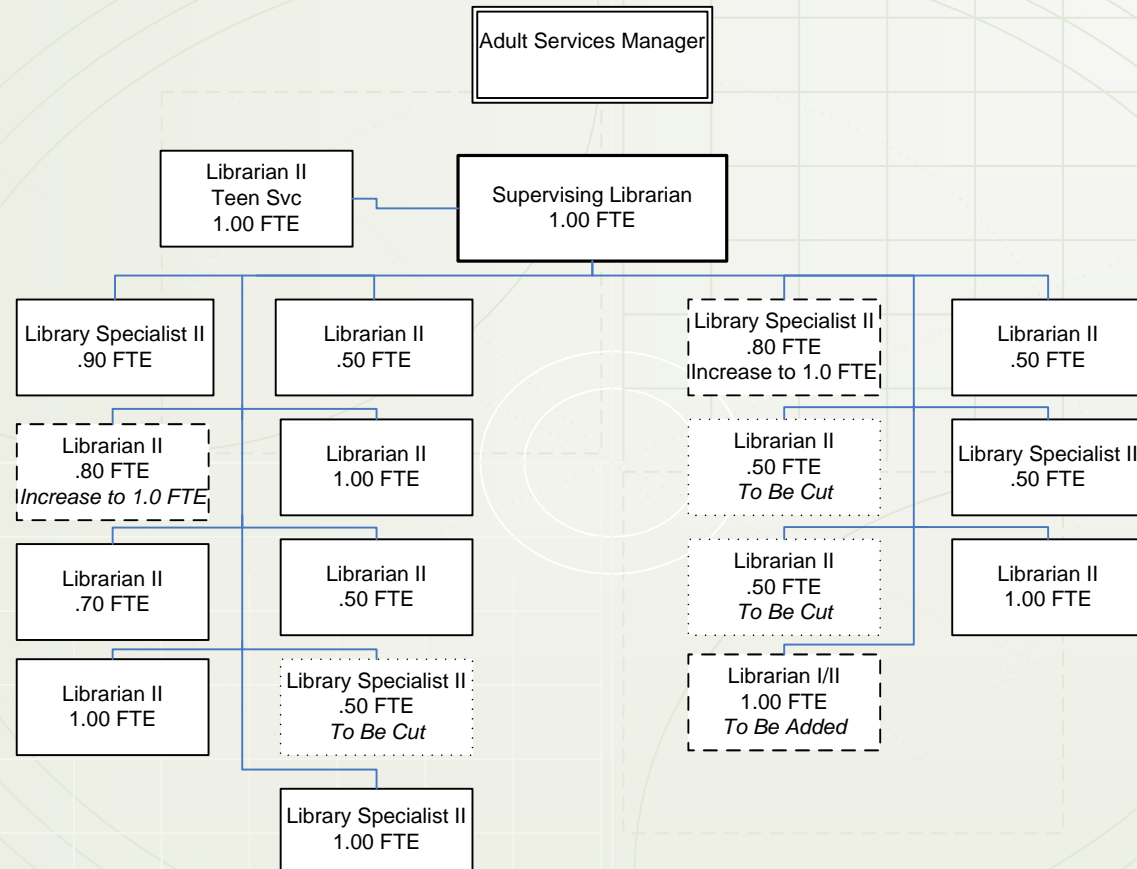 Adult Services Manager
Librarian II
Teen Svc
1.00 FTE
Supervising Librarian
1.00 FTE
Library Specialist II
.90 FTE
Librarian II
.50 FTE
Library Specialist II
.80 FTE
Increase to 1.0 FTE
Librarian II
.50 FTE
Librarian II
.80 FTE
Increase to 1.0 FTE
Librarian II
1.00 FTE
Librarian II
.50 FTE
To Be Cut
Library Specialist II
.50 FTE
Librarian II
.70 FTE
Librarian II
.50 FTE
Librarian II
.50 FTE
To Be Cut
Librarian II
1.00 FTE
Librarian II
1.00 FTE
Library Specialist II
.50 FTE
To Be Cut
Librarian I/II
1.00 FTE
To Be Added
Library Specialist II
1.00 FTE